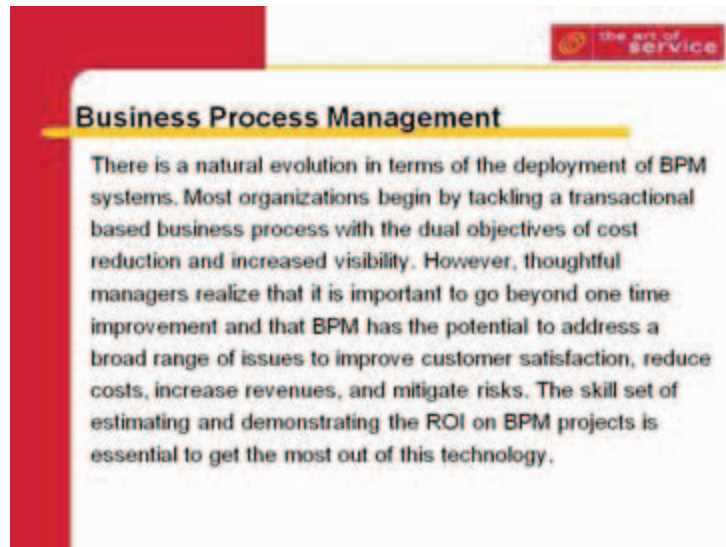 the art of
service
Business Process Management
There is a natural evolution in terms of the deployment of BPM
systems. Most organizations begin by tackling a transactional
based business process with the dual objectives of cost
reduction and increased visibility. However, thoughtful
managers realize that it is important to go beyond one time
improvement and that BPM has the potential to address a
broad range of issues to improve customer satisfaction, reduce
costs, increase revenues, and mitigate risks. The skill set of
estimating and demonstrating the ROI on BPM projects is
essential to get the most out of this technology.